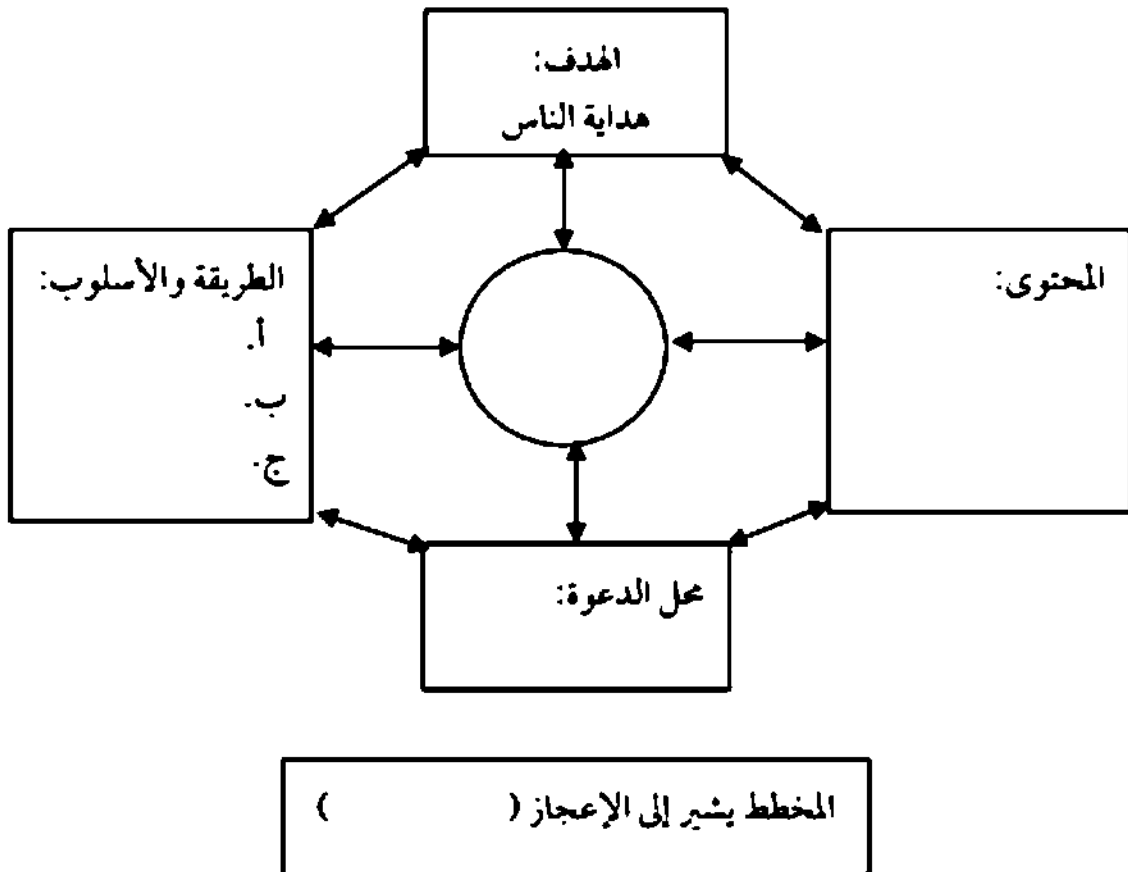 الهدف:
هداية الناس
المحتوى:
الطريقة والأسلوب:
أ.
ب.
ج.
محل الدعوة:
المخطط يشير إلى الإعجاز ( )